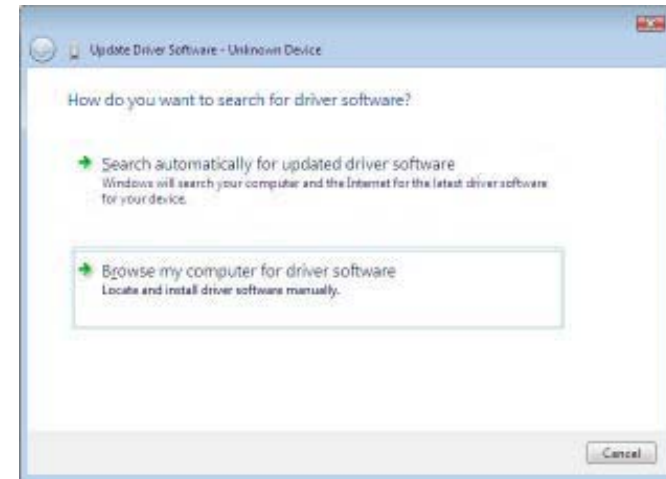 Update Driver Software - Unknown Device
How do you want to search for driver software?
Search automatically for updated driver software
Windows will search your computer and the Internet for the latest driver software
for your device.
Browse my computer for driver software
Locate and install driver software manually.
Cancel